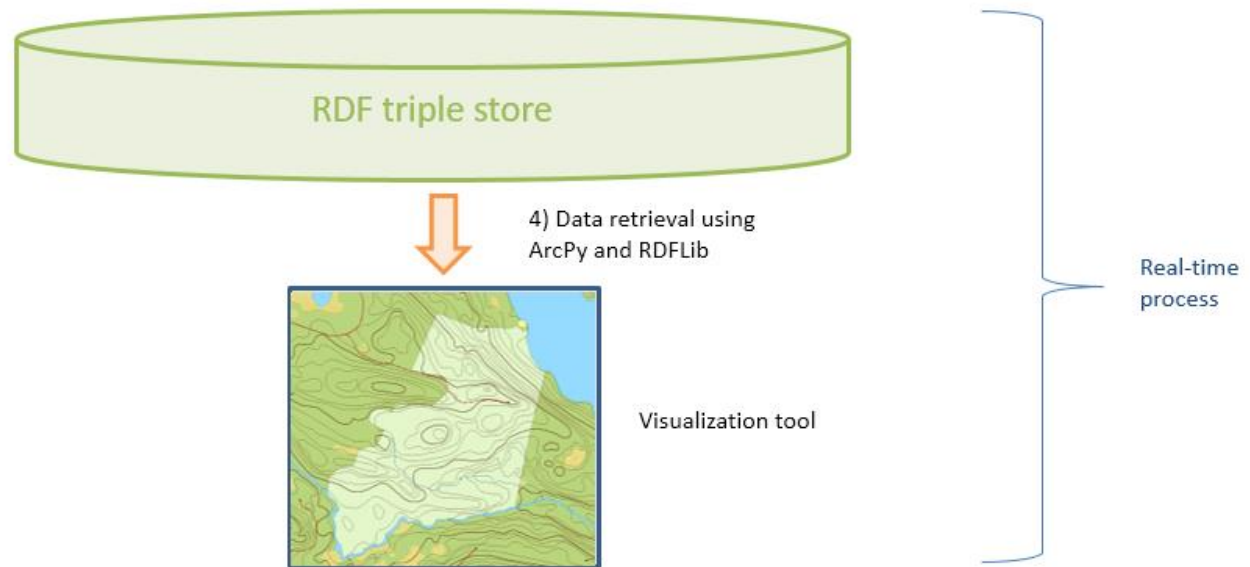 RDF triple store
4) Data retrieval using
ArcPy and RDFLib
Real-time
process
Visualization tool